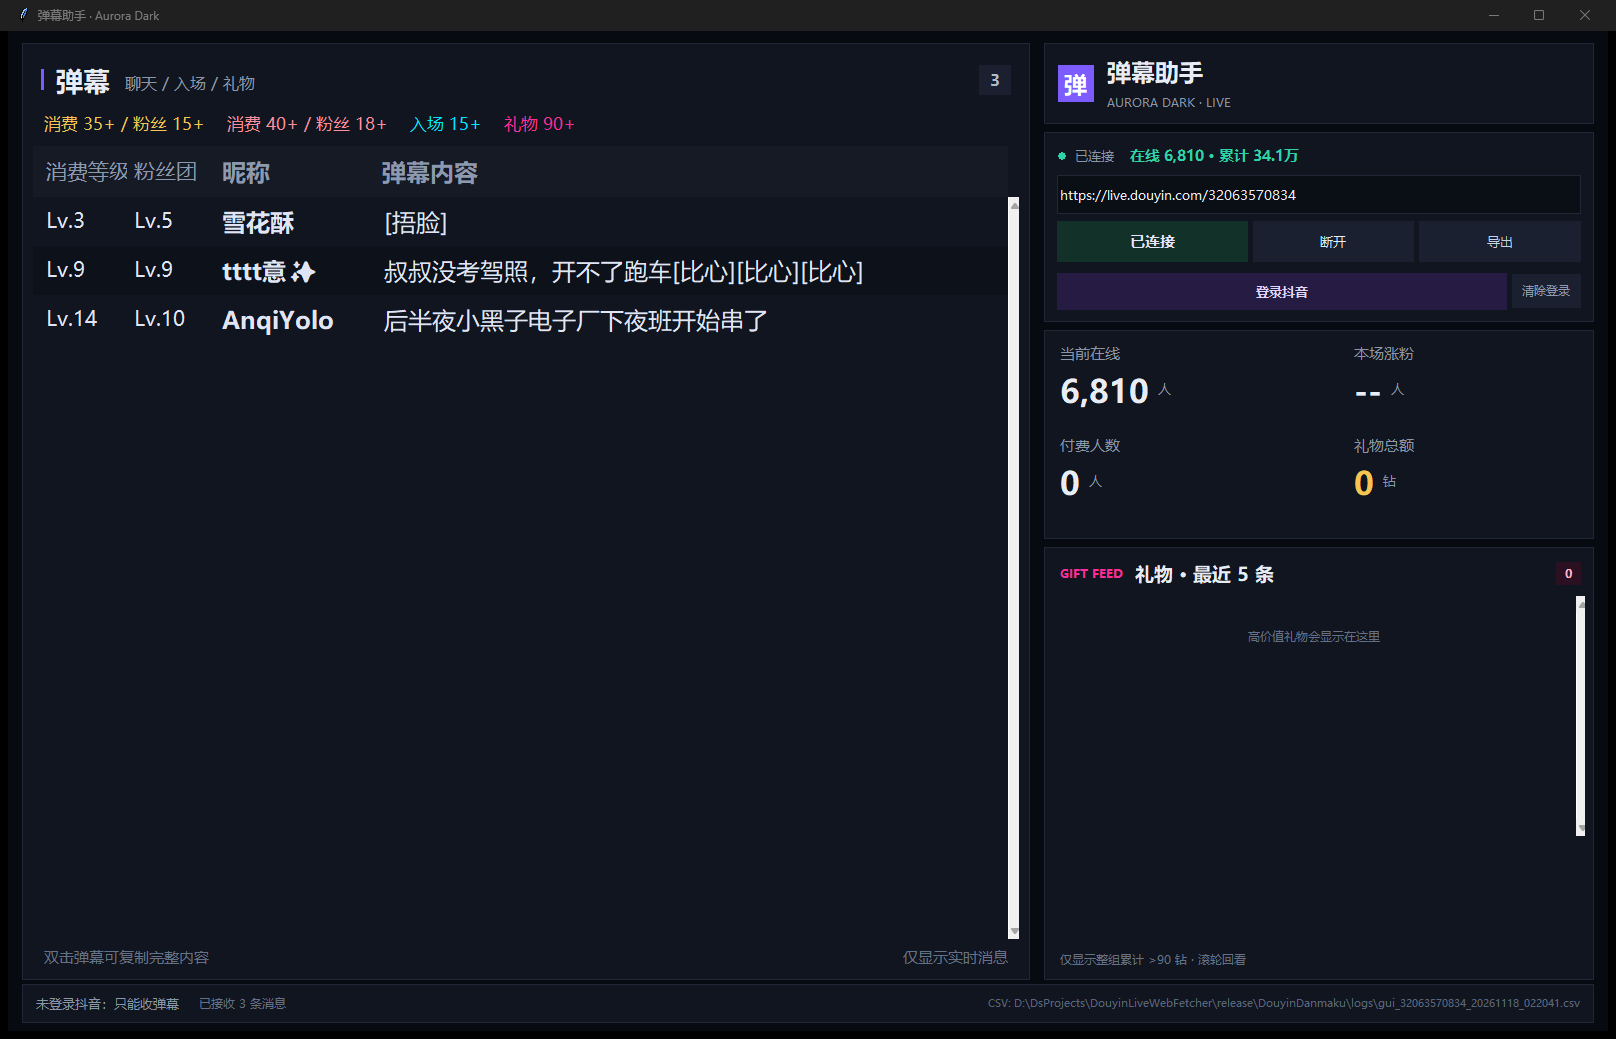 弹幕助手 · Aurora Dark
弹幕 聊天 / 入场 / 礼物 3
消费 35+ / 粉丝 15+ 消费 40+ / 粉丝 18+ 入场 15+ 礼物 90+
消费等级 粉丝团 昵称 弹幕内容
Lv.3 Lv.5 雪花酥 [捂脸]
Lv.9 Lv.9 tttt意✨ 叔叔没考驾照，开不了跑车[比心][比心][比心]
Lv.14 Lv.10 AnqiYolo 后半夜小黑子电子厂下夜班开始串了
双击弹幕可复制完整内容 仅显示实时消息
弹 弹幕助手
AURORA DARK · LIVE
已连接 在线 6,810 • 累计 34.1万
https://live.douyin.com/32063570834
已连接 断开 导出
登录抖音 清除登录
当前在线 本场涨粉
6,810 人 -- 人
付费人数 礼物总额
0 人 0 钻
GIFT FEED 礼物 • 最近 5 条 0
高价值礼物会显示在这里
仅显示整组累计 >90 钻 · 滚轮回看
未登录抖音：只能收弹幕 已接收 3 条消息 CSV: D:\DsProjects\DouyinLiveWebFetcher\release\DouyinDanmaku\logs\gui_32063570834_20261118_022041.csv